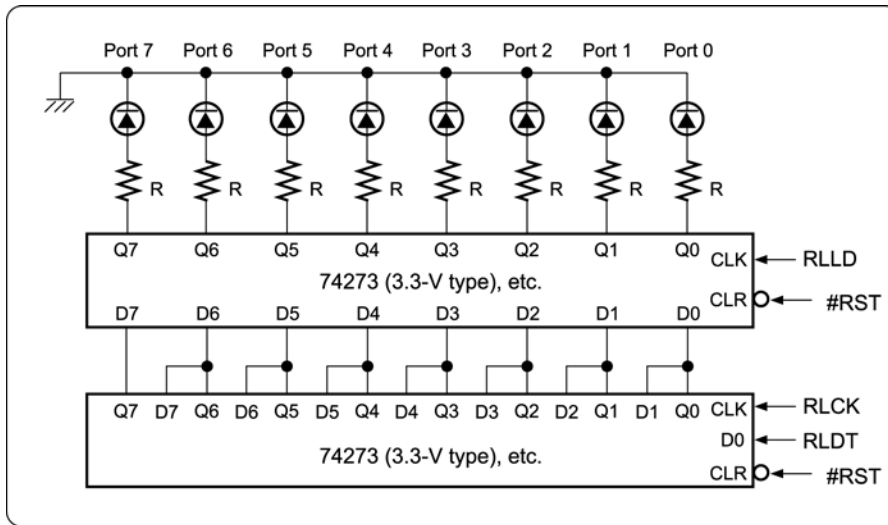 Port 7 Port 6 Port 5 Port 4 Port 3 Port 2 Port 1 Port 0
R R R R R R R R
Q7 Q6 Q5 Q4 Q3 Q2 Q1 Q0
CLK RLLD
74273 (3.3-V type), etc.
CLR #RST
D7 D6 D5 D4 D3 D2 D1 D0
Q7 D7 Q6 D6 Q5 D5 Q4 D4 Q3 D3 Q2 D2 Q1 D1 Q0 CLK RLCK
D0 RLDT
74273 (3.3-V type), etc.
CLR #RST